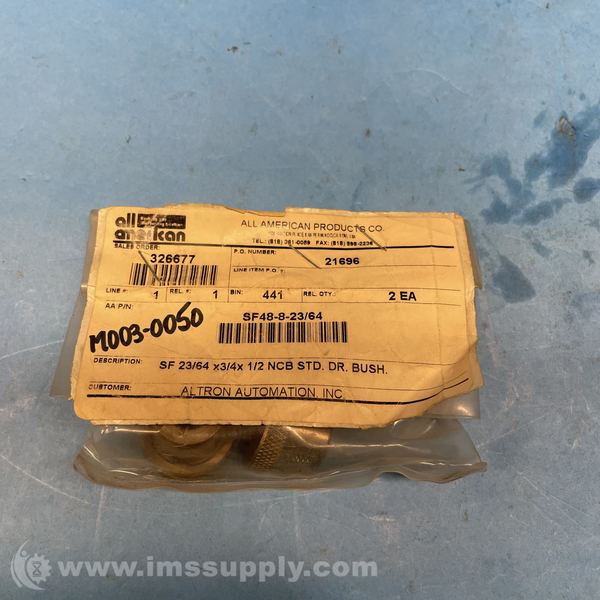 all
american
ALL AMERICAN PRODUCTS CO.
SALES ORDER:
326677
P.O. NUMBER:
21696
LINE ITEM P.O. #:
LINE #: 1 REL. #: 1 BIN: 441 REL. QTY.: 2 EA
AA P/N: SF48-8-23/64
M003-0050
DESCRIPTION: SF 23/64 x3/4x 1/2 NCB STD. DR. BUSH.
CUSTOMER: ALTRON AUTOMATION, INC.
© www.imssupply.com